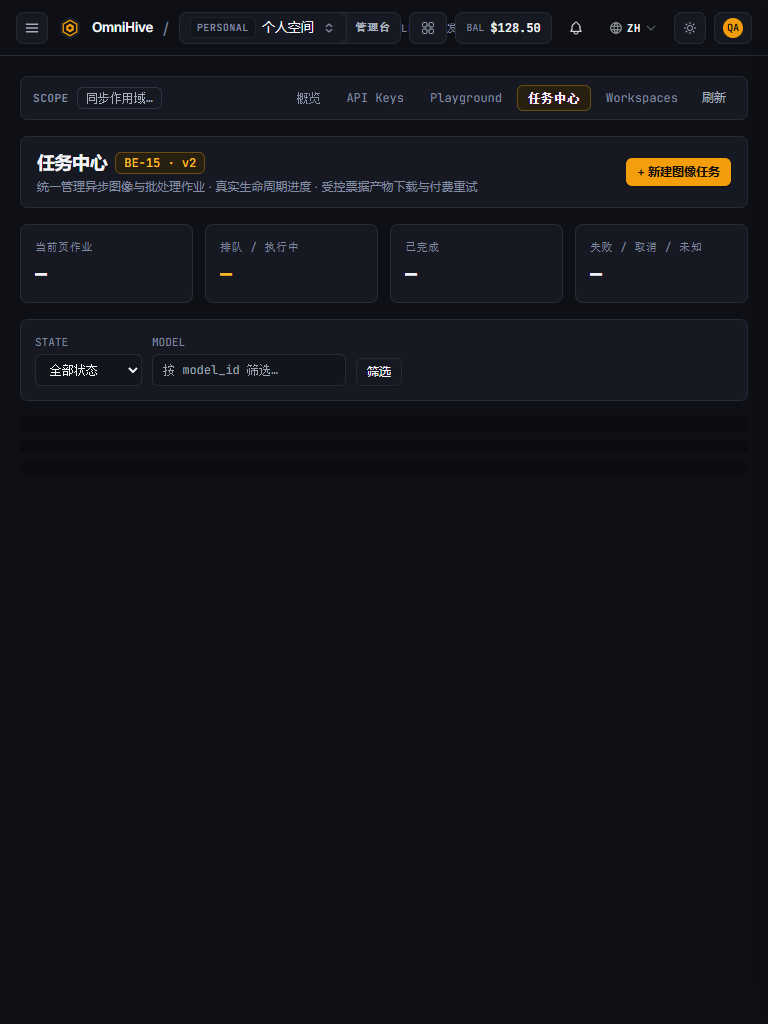 OmniHive / PERSONAL 个人空间 管理台 BAL $128.50 ZH QA
SCOPE 同步作用域… 概览 API Keys Playground 任务中心 Workspaces 刷新
任务中心 BE-15 · v2
统一管理异步图像与批处理作业 · 真实生命周期进度 · 受控票据产物下载与付费重试
+ 新建图像任务
当前页作业 排队 / 执行中 已完成 失败 / 取消 / 未知
— — — —
STATE MODEL
全部状态 按 model_id 筛选… 筛选